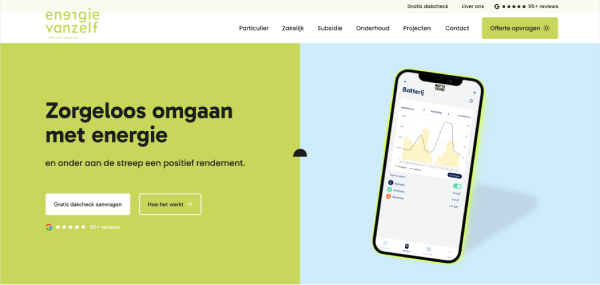 Gratis dakcheck Over ons 95+ reviews
energie
vanzelf
Particulier Zakelijk Subsidie Onderhoud Projecten Contact Offerte opvragen
Zorgeloos omgaan
met energie
en onder aan de streep een positief rendement.
Gratis dakcheck aanvragen Hoe het werkt →
95+ reviews
Batterij